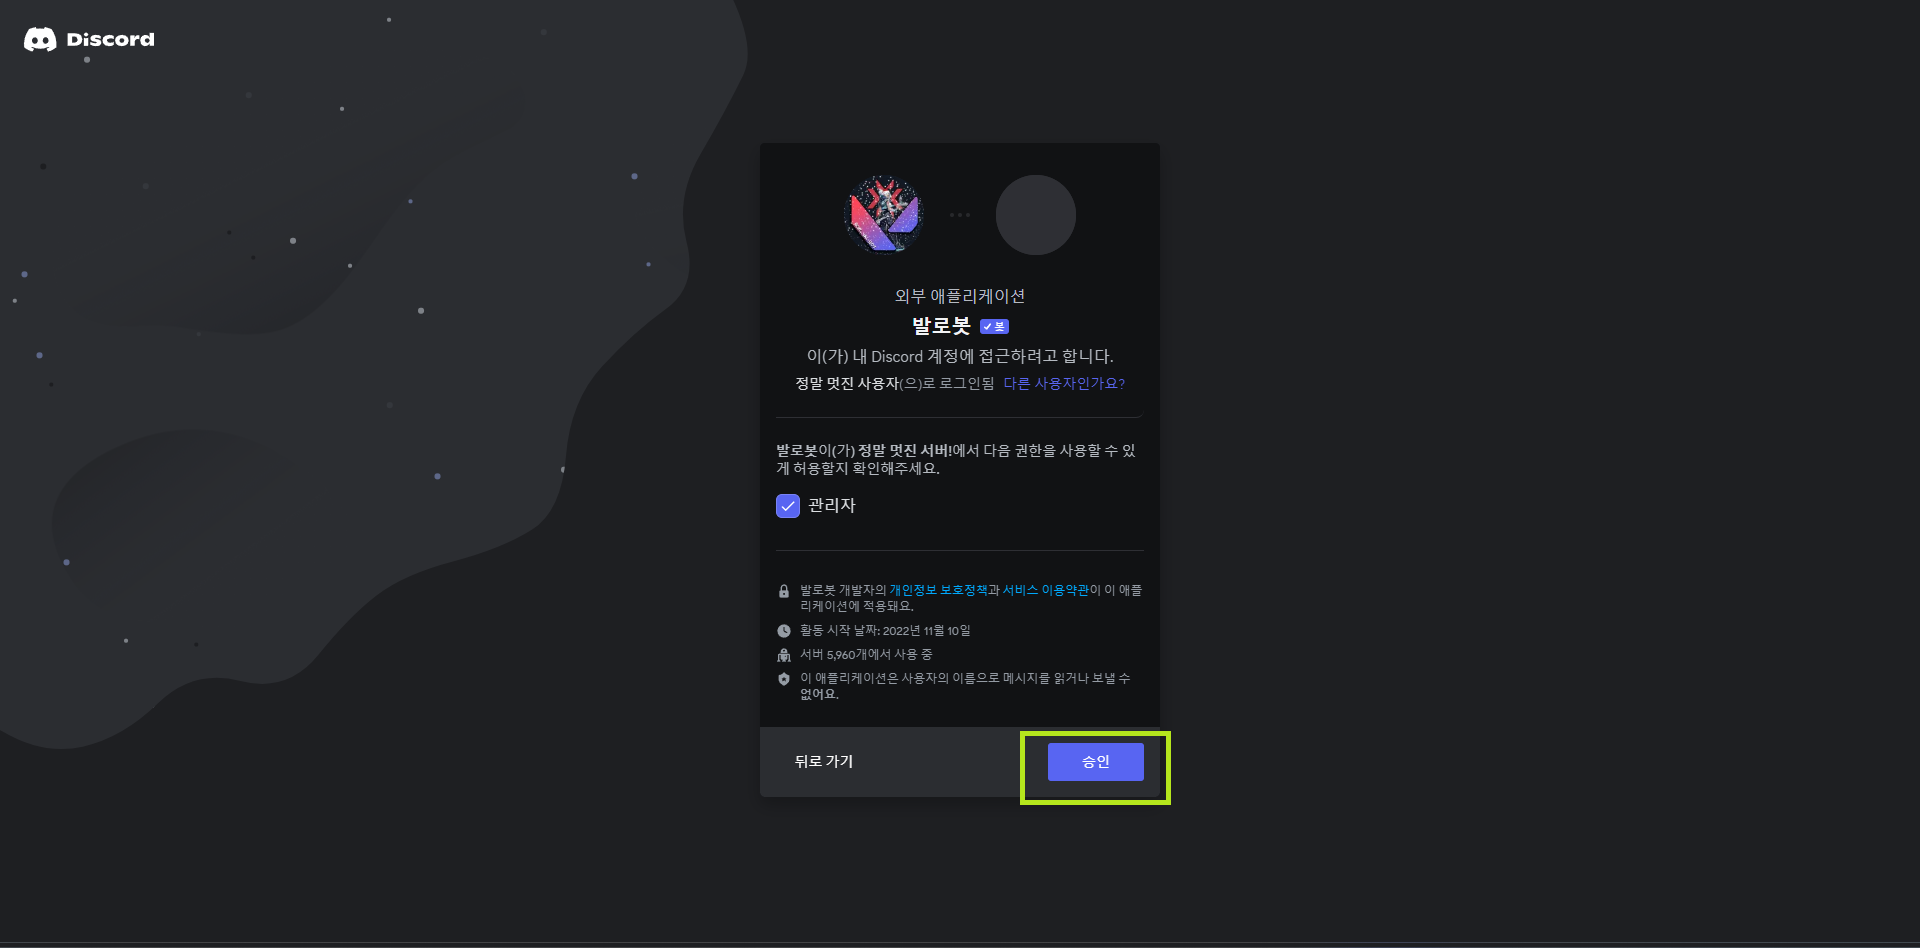 Discord
외부 애플리케이션
발로봇 봇
이(가) 내 Discord 계정에 접근하려고 합니다.
정말 멋진 사용자(으)로 로그인됨 다른 사용자인가요?
발로봇이(가) 정말 멋진 서버!에서 다음 권한을 사용할 수 있
게 허용할지 확인해주세요.
관리자
발로봇 개발자의 개인정보 보호정책과 서비스 이용약관이 이 애플
리케이션에 적용돼요.
활동 시작 날짜: 2022년 11월 10일
서버 5,960개에서 사용 중
이 애플리케이션은 사용자의 이름으로 메시지를 읽거나 보낼 수
없어요.
뒤로 가기
승인